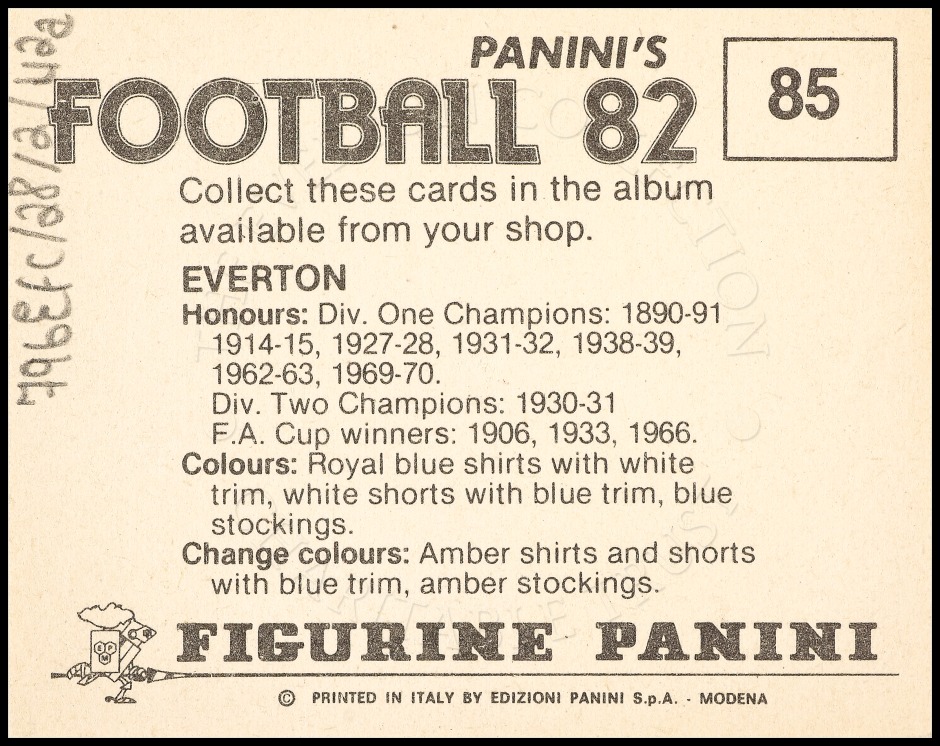 PANINI'S
FOOTBALL 82
85
Collect these cards in the album
available from your shop.
EVERTON
Honours: Div. One Champions: 1890-91
1914-15, 1927-28, 1931-32, 1938-39,
1962-63, 1969-70.
Div. Two Champions: 1930-31
F.A. Cup winners: 1906, 1933, 1966.
Colours: Royal blue shirts with white
trim, white shorts with blue trim, blue
stockings.
Change colours: Amber shirts and shorts
with blue trim, amber stockings.
FIGURINE PANINI
© PRINTED IN ITALY BY EDIZIONI PANINI S.p.A. - MODENA
796EFC/28/2/422